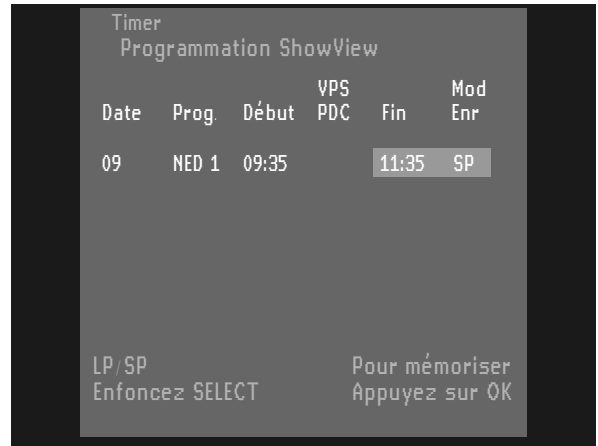 Timer
Programmation ShowView
VPS Mod
Date Prog. Début PDC Fin Enr
09 NED 1 09:35 11:35 SP
LP/SP Pour mémoriser
Enfoncez SELECT Appuyez sur OK